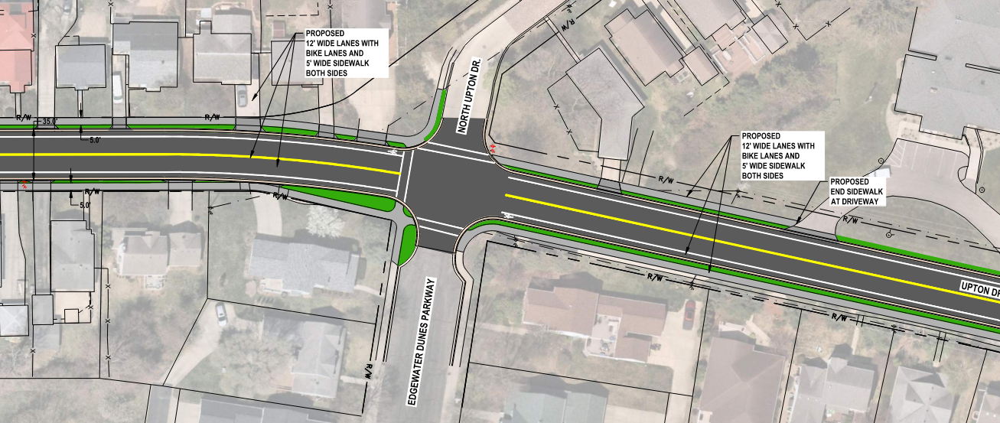 PROPOSED
12' WIDE LANES WITH
BIKE LANES AND
5' WIDE SIDEWALK
BOTH SIDES
R/W
NORTH UPTON DR.
R/W
R/W
35.0'
5.0'
R/W
R/W
5.0'
PROPOSED
12' WIDE LANES WITH
BIKE LANES AND
5' WIDE SIDEWALK
BOTH SIDES
R/W
PROPOSED
END SIDEWALK
AT DRIVEWAY
R/W
R/W
UPTON DR
R/W
EDGEWATER DUNES PARKWAY
R/W